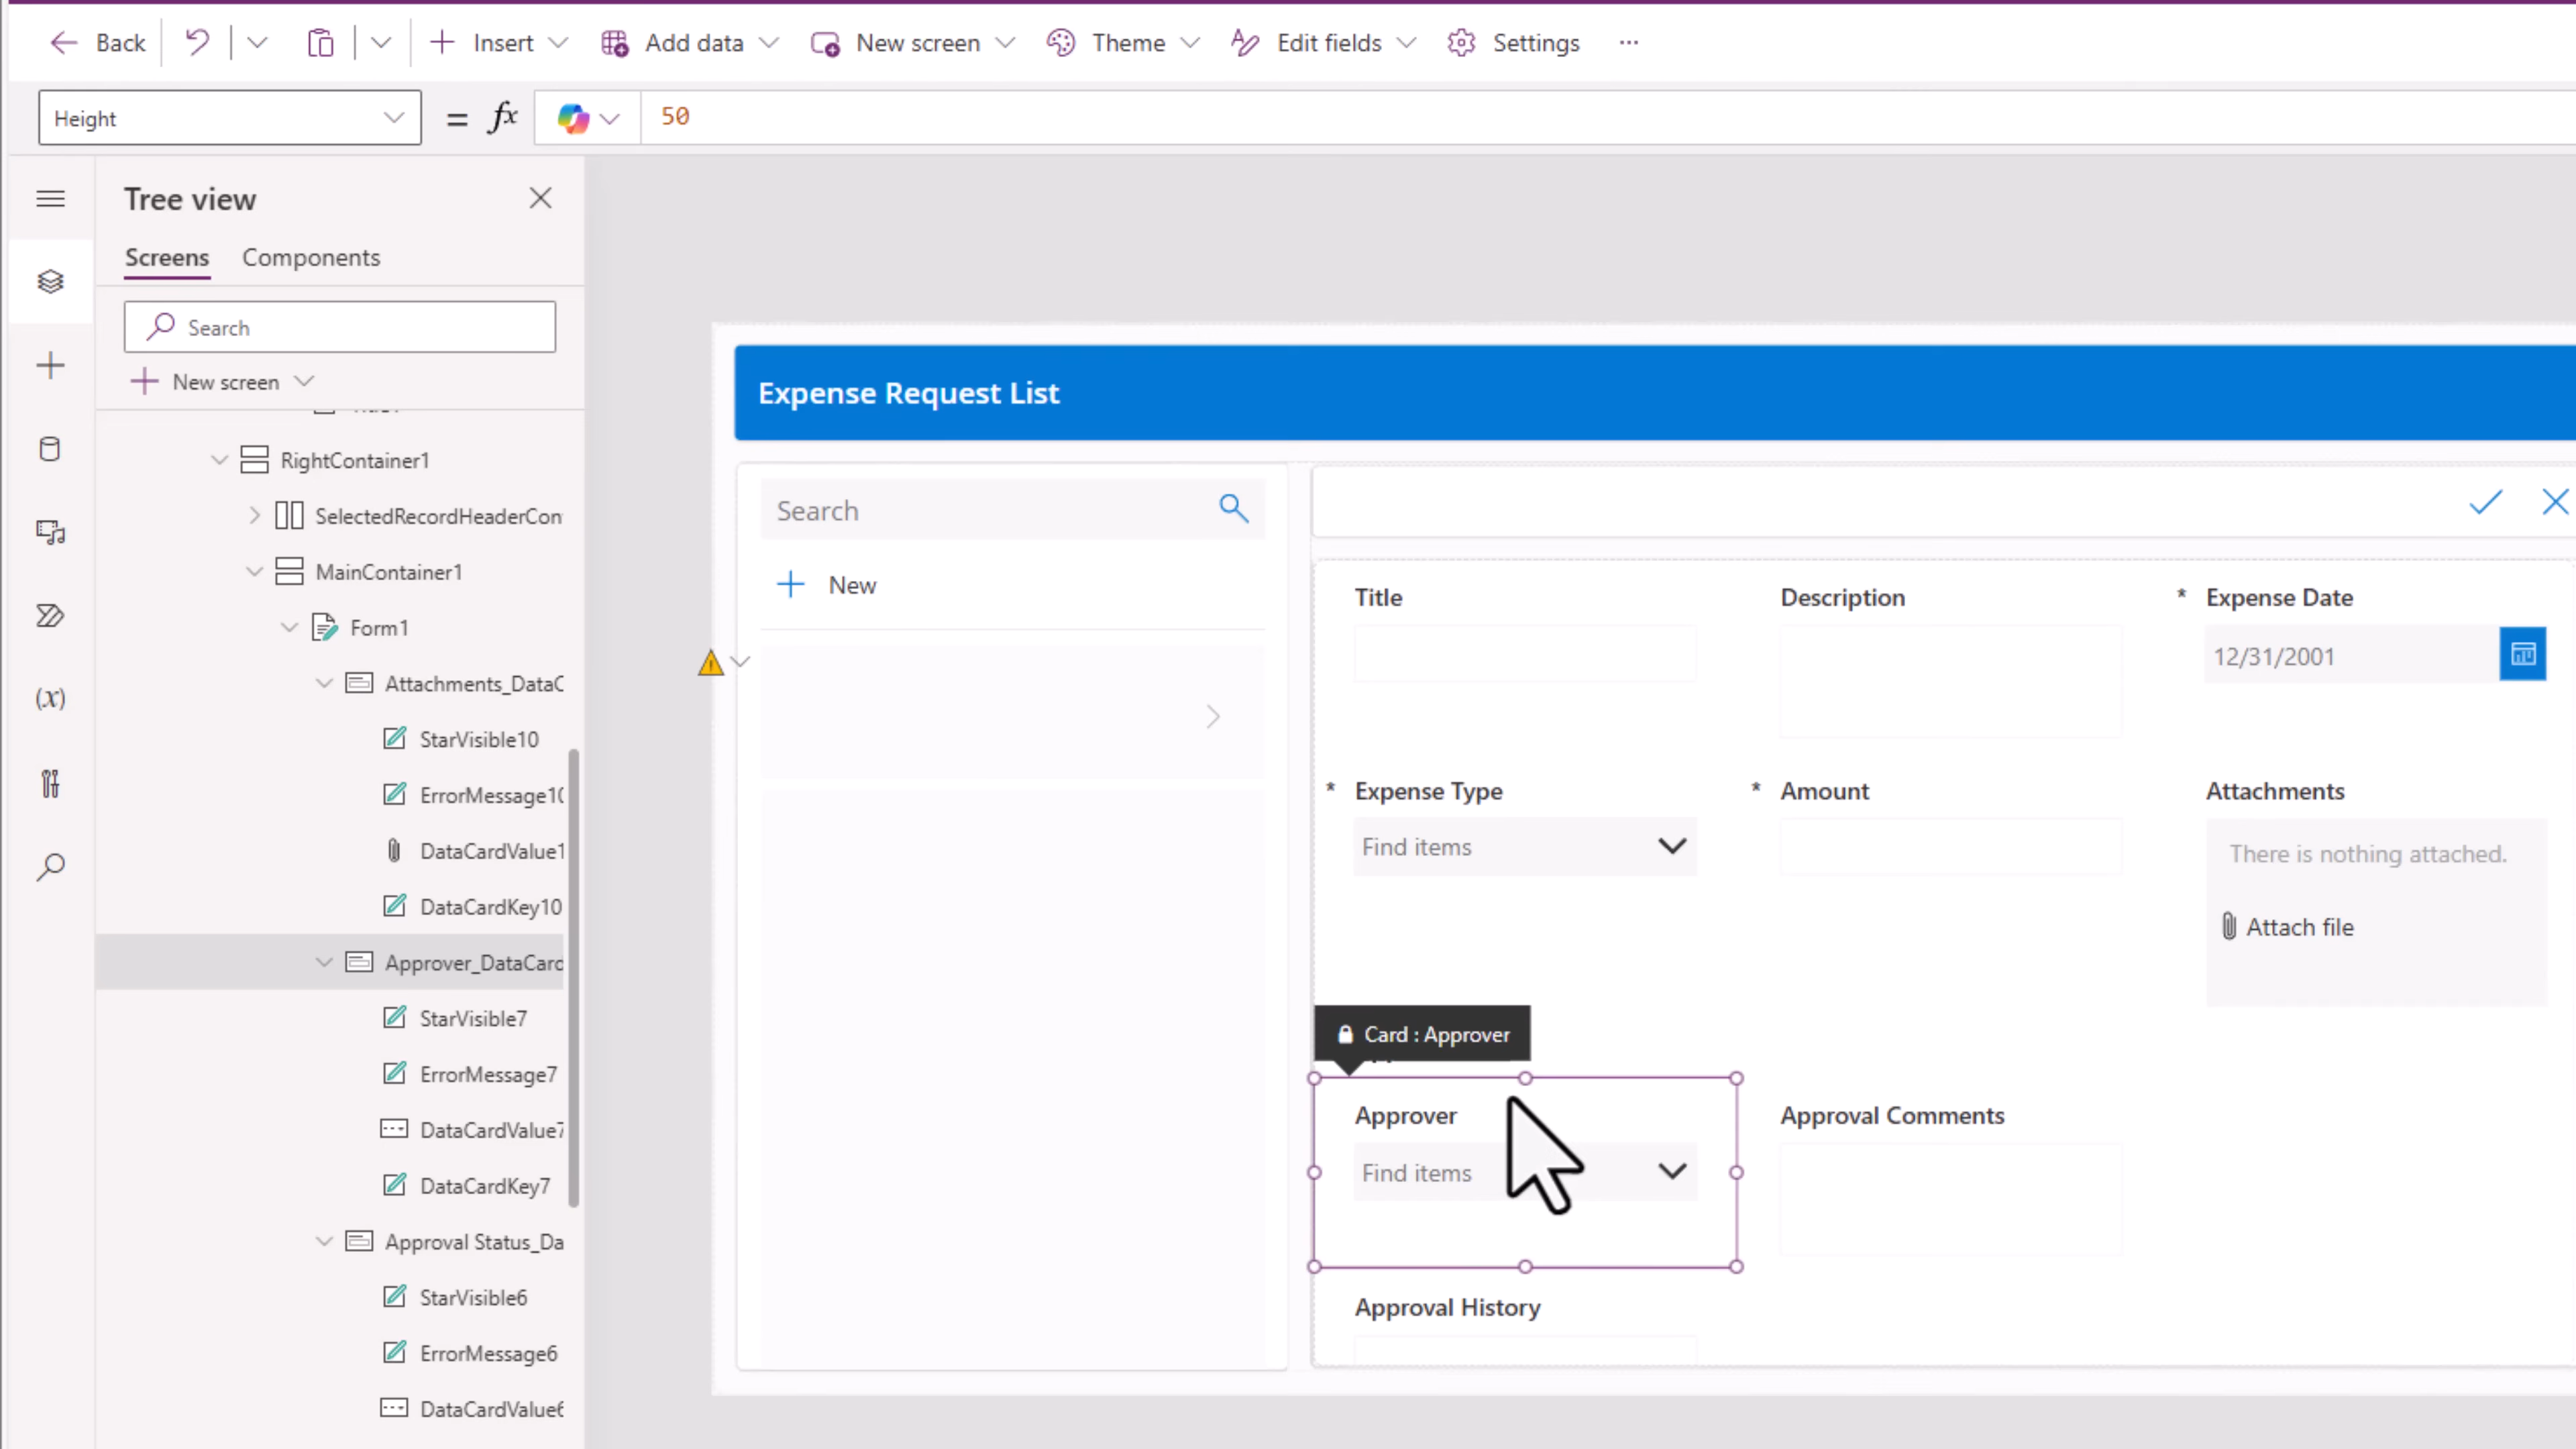 Back
Insert
Add data
New screen
Theme
Edit fields
Settings
Height
= fx
50
Tree view
Screens
Components
Search
New screen
RightContainer1
SelectedRecordHeaderCon
MainContainer1
Form1
Attachments_DataC
StarVisible10
ErrorMessage10
DataCardValue1
DataCardKey10
Approver_DataCard
StarVisible7
ErrorMessage7
DataCardValue7
DataCardKey7
Approval Status_Da
StarVisible6
ErrorMessage6
DataCardValue6
(x)
Expense Request List
Search
New
Title
Description
* Expense Date
12/31/2001
* Expense Type
Find items
* Amount
Attachments
There is nothing attached.
Attach file
Card : Approver
Approver
Find items
Approval Comments
Approval History